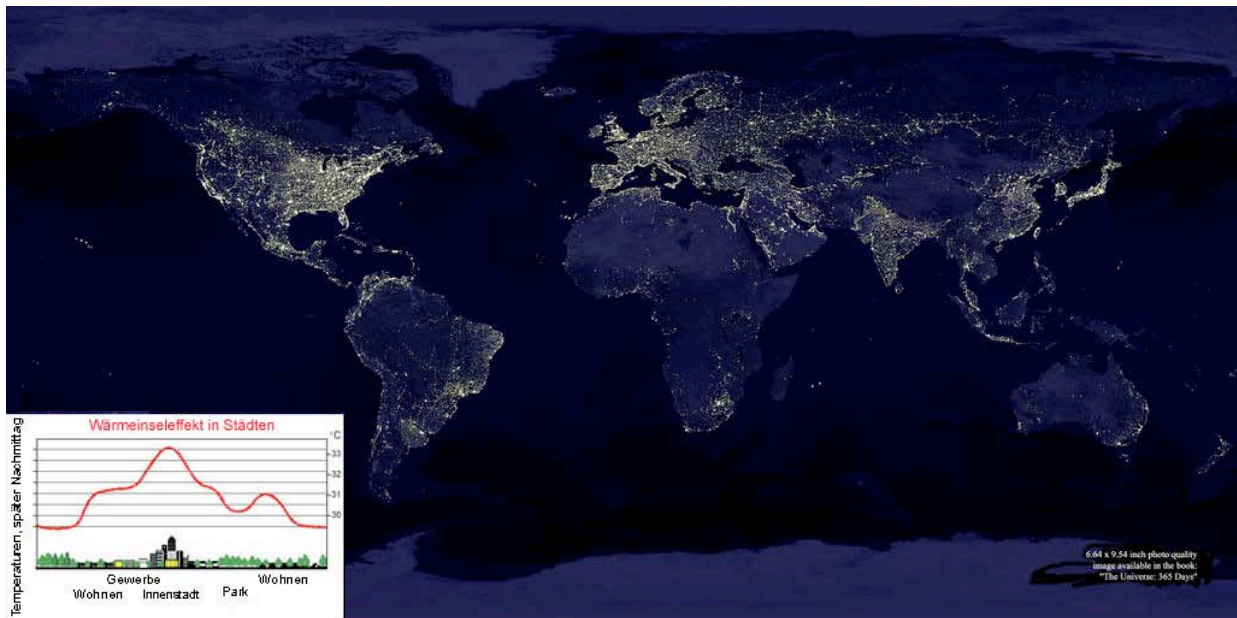 Wärmeinseleffekt in Städten
Temperaturen, später Nachmittag
°C
33
32
31
30
Gewerbe
Wohnen
Wohnen
Innenstadt
Park
6.64 x 9.54 inch photo quality
image available in the book:
"The Universe: 365 Days"